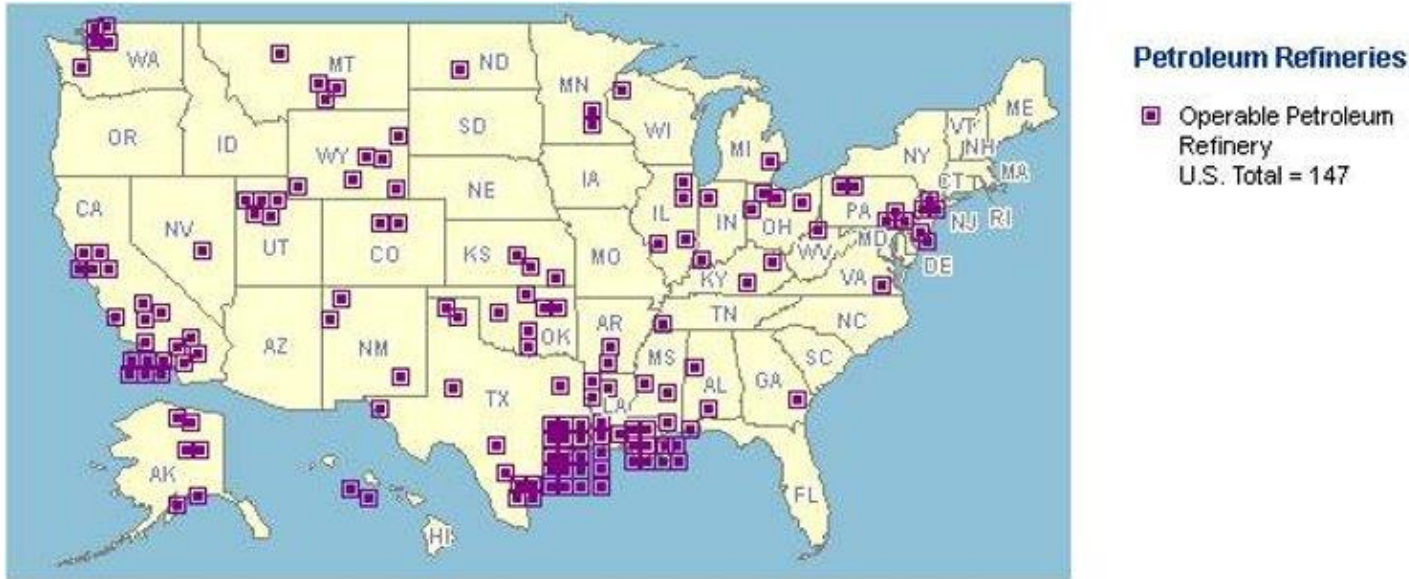 WA
MT
ND
MN
ME
OR
ID
SD
WI
MI
VT
NH
NY
WY
MA
CT
RI
NE
IA
PA
NJ
CA
NV
UT
CO
IL
IN
OH
MD
DE
KS
MO
WV
VA
KY
AZ
NM
OK
AR
TN
NC
SC
MS
AL
GA
TX
LA
FL
AK
HI
Petroleum Refineries
Operable Petroleum
Refinery
U.S. Total = 147